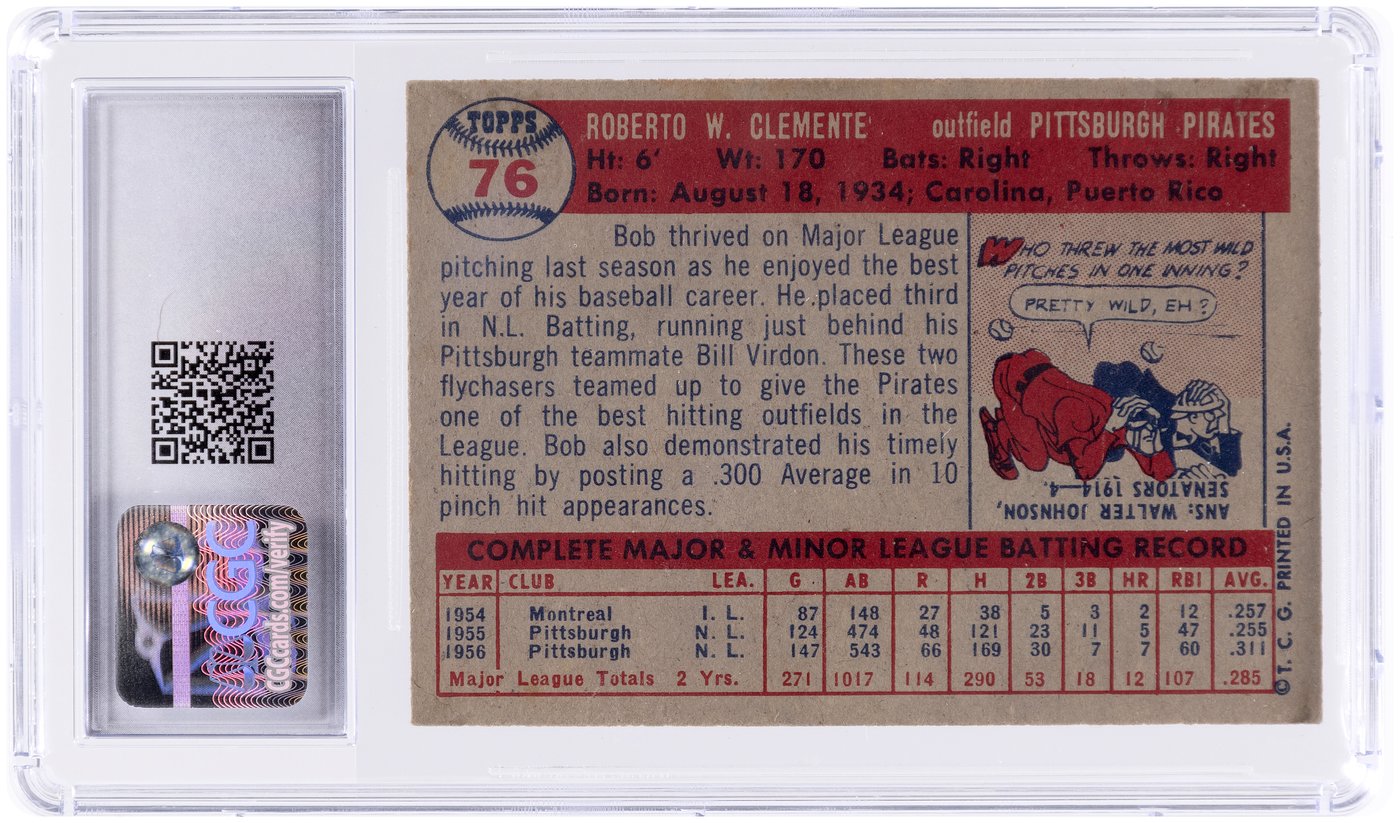 TOPPS
76
ROBERTO W. CLEMENTE outfield PITTSBURGH PIRATES
Ht: 6' Wt: 170 Bats: Right Throws: Right
Born: August 18, 1934; Carolina, Puerto Rico
Bob thrived on Major League
pitching last season as he enjoyed the best
year of his baseball career. He placed third
in N.L. Batting, running just behind his
Pittsburgh teammate Bill Virdon. These two
flychasers teamed up to give the Pirates
one of the best hitting outfields in the
League. Bob also demonstrated his timely
hitting by posting a .300 Average in 10
pinch hit appearances.
WHO THREW THE MOST WILD
PITCHES IN ONE INNING?
PRETTY WILD, EH?
ANS: WALTER JOHNSON,
SENATORS 1914—4.
COMPLETE MAJOR & MINOR LEAGUE BATTING RECORD
YEAR CLUB LEA. G AB R H 2B 3B HR RBI AVG.
1954 Montreal I. L. 87 148 27 38 5 3 2 12 .257
1955 Pittsburgh N. L. 124 474 48 121 23 11 5 47 .255
1956 Pittsburgh N. L. 147 543 66 169 30 7 7 60 .311
Major League Totals 2 Yrs. 271 1017 114 290 53 18 12 107 .285
© T. C. G. PRINTED IN U.S.A.
CGC
CGCcards.com/verify